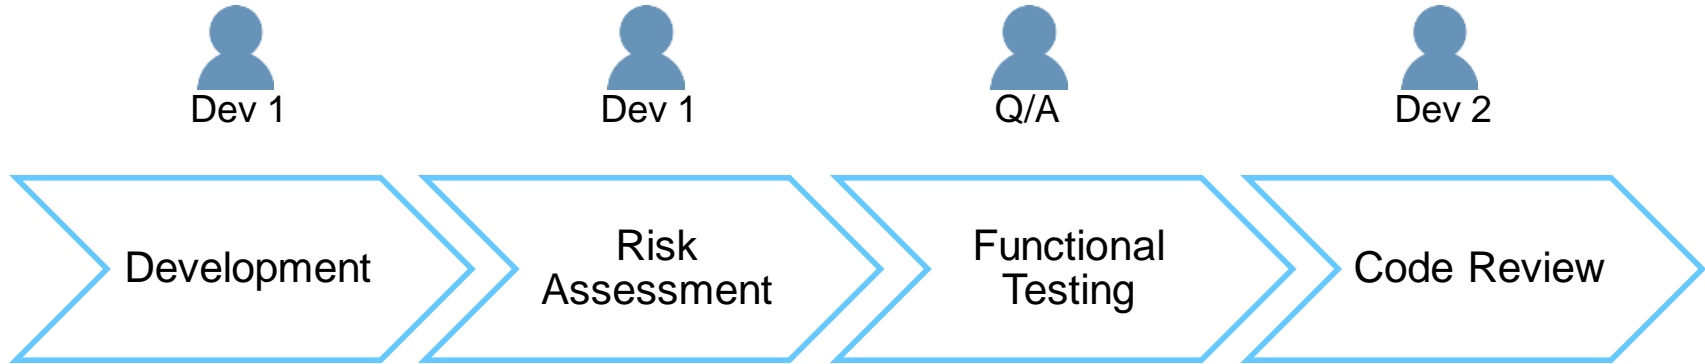 Dev 1
Dev 1
Q/A
Dev 2
Development
Risk
Assessment
Functional
Testing
Code Review